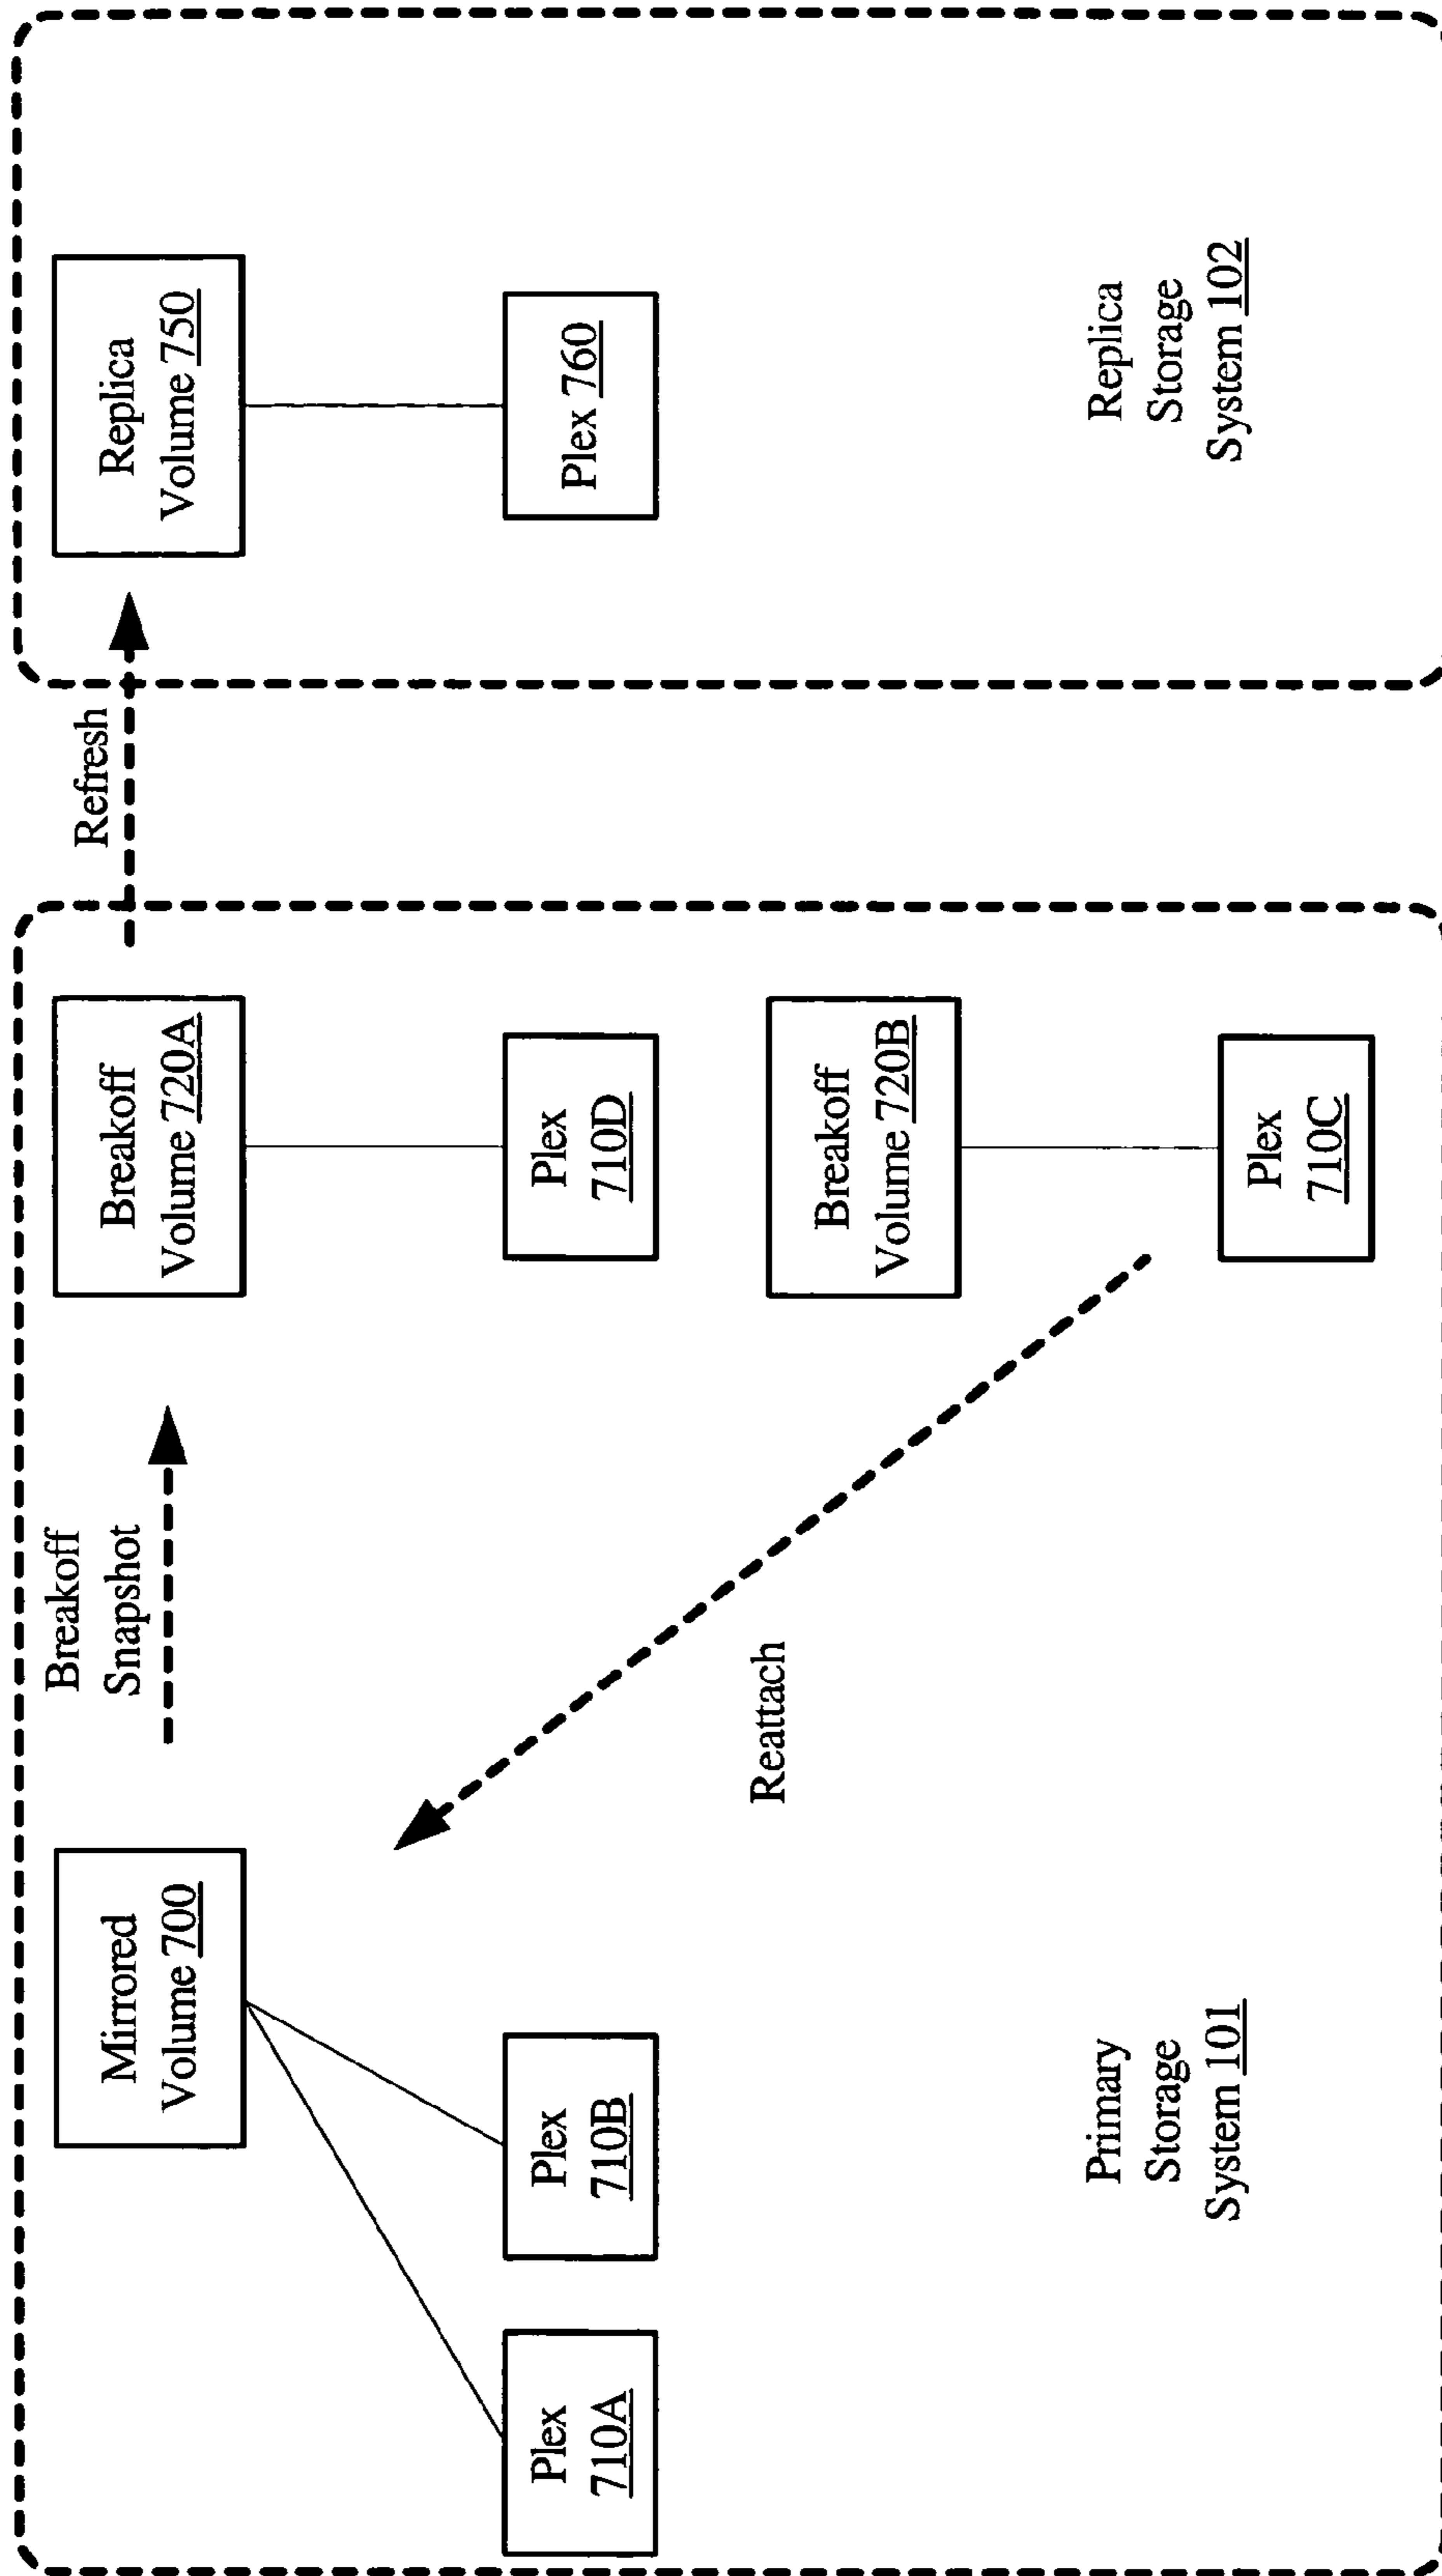 Mirrored
Volume 700
Breakoff
Snapshot
Breakoff
Volume 720A
Refresh
Replica
Volume 750
Plex
710A
Plex
710B
Plex
710D
Plex 760
Reattach
Breakoff
Volume 720B
Plex
710C
Primary
Storage
System 101
Replica
Storage
System 102